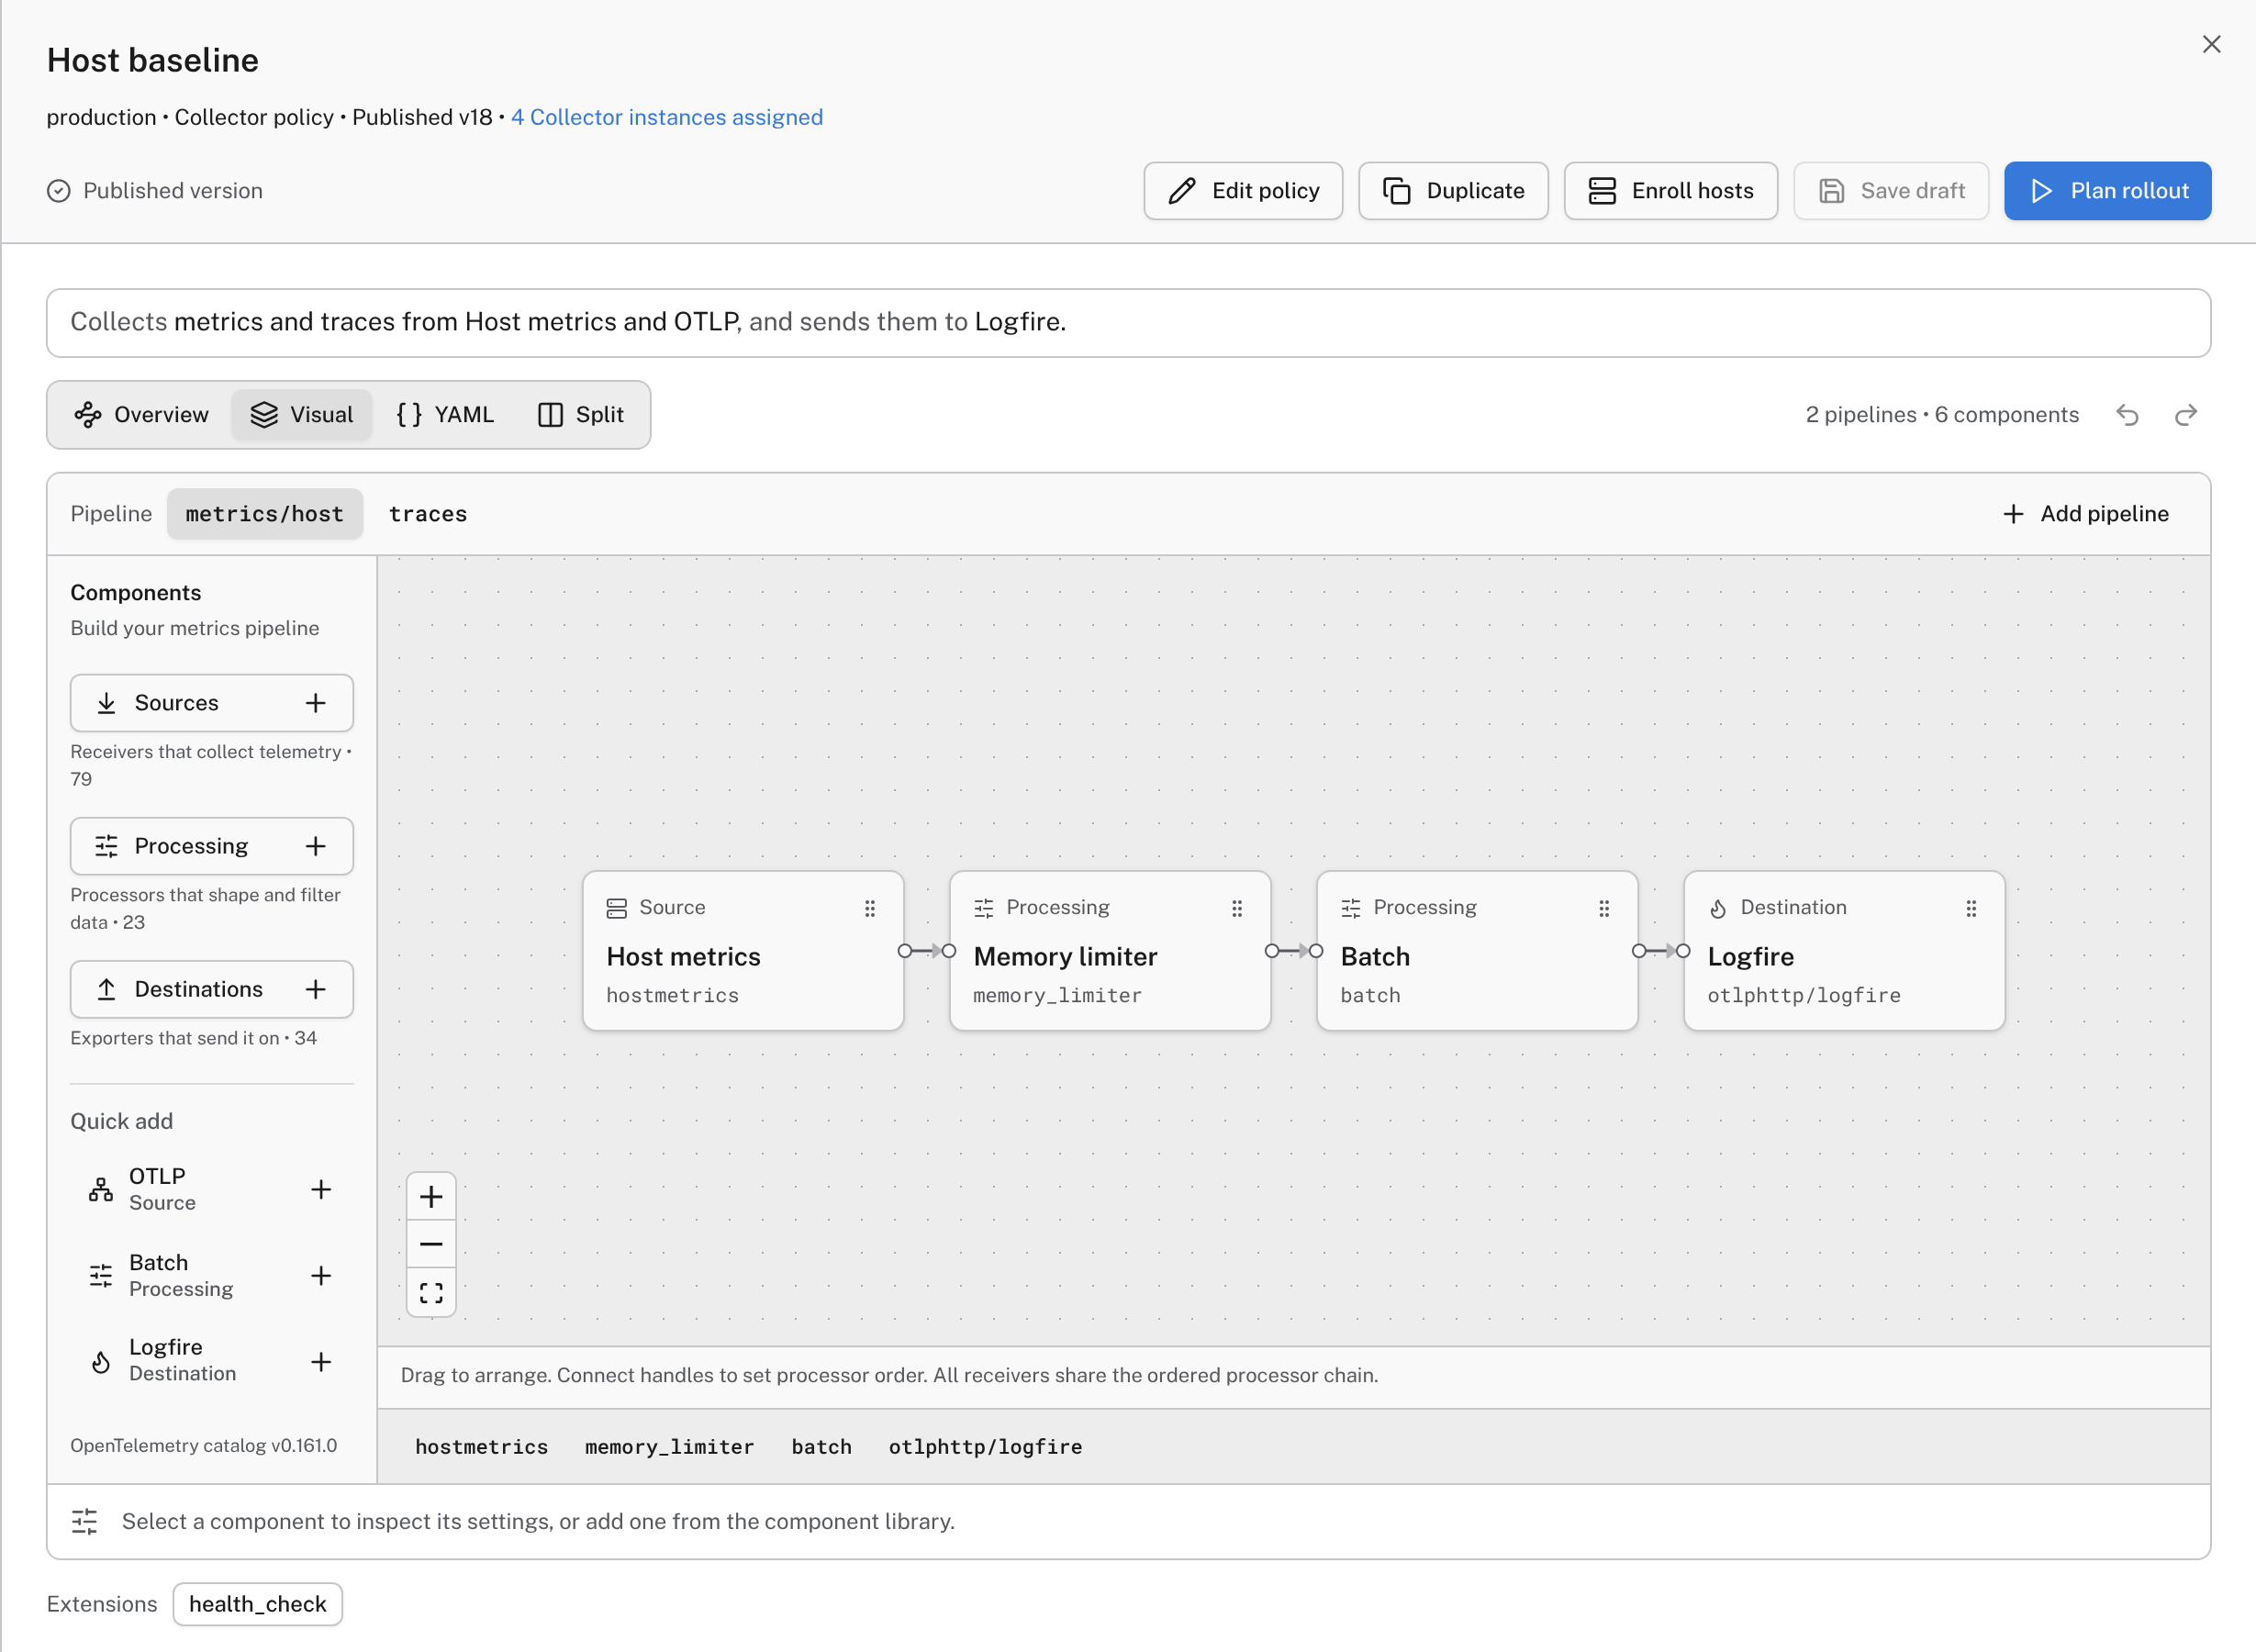 Host baseline
production • Collector policy • Published v18 • 4 Collector instances assigned
Published version
Edit policy
Duplicate
Enroll hosts
Save draft
Plan rollout
Collects metrics and traces from Host metrics and OTLP, and sends them to Logfire.
Overview
Visual
YAML
Split
2 pipelines • 6 components
Pipeline
metrics/host
traces
Add pipeline
Components
Build your metrics pipeline
Sources
Receivers that collect telemetry •
79
Processing
Processors that shape and filter
data • 23
Destinations
Exporters that send it on • 34
Quick add
OTLP
Source
Batch
Processing
Logfire
Destination
OpenTelemetry catalog v0.161.0
Source
Host metrics
hostmetrics
Processing
Memory limiter
memory_limiter
Processing
Batch
batch
Destination
Logfire
otlphttp/logfire
Drag to arrange. Connect handles to set processor order. All receivers share the ordered processor chain.
hostmetrics memory_limiter batch otlphttp/logfire
Select a component to inspect its settings, or add one from the component library.
Extensions
health_check